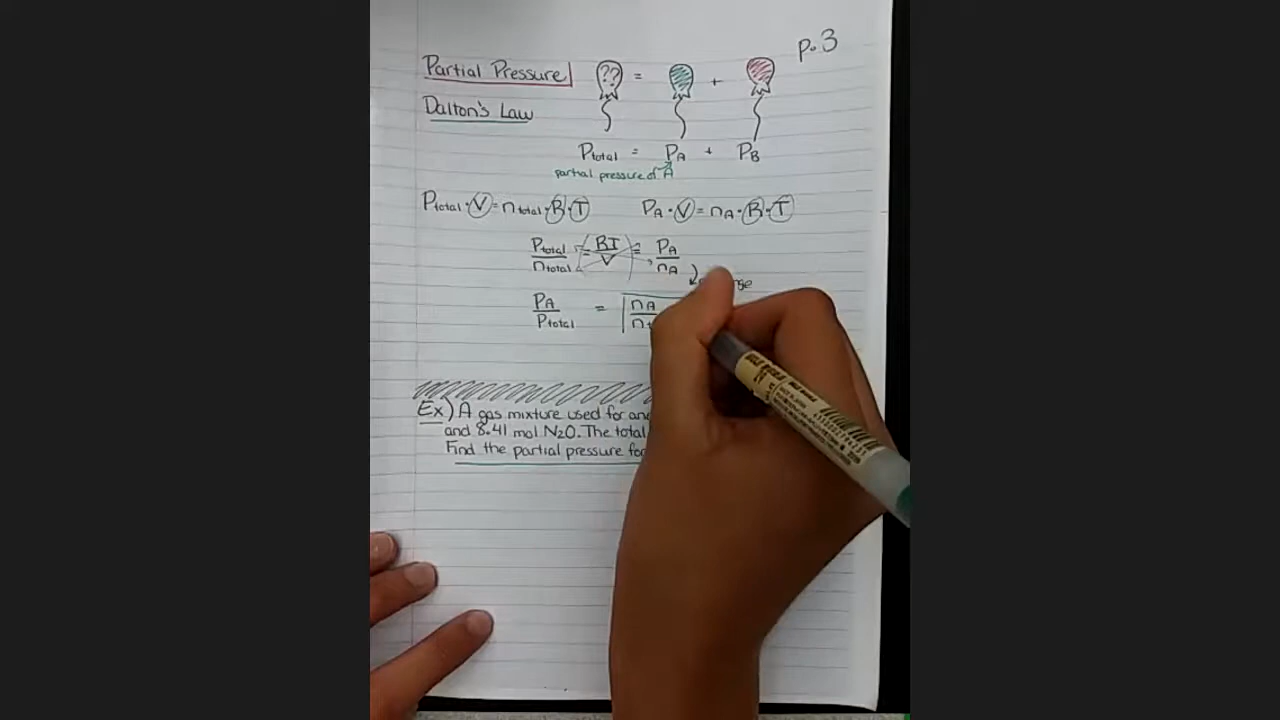 p.3
Partial Pressure
?? = +
Dalton's Law
Ptotal = PA + PB
partial pressure of A
Ptotal · V = ntotal · R · T PA · V = nA · R · T
Ptotal/ntotal = RT/V = PA/nA
PA/Ptotal = nA
Ex) A gas mixture used for
and 8.41 mol N2O. The total
Find the partial pressure